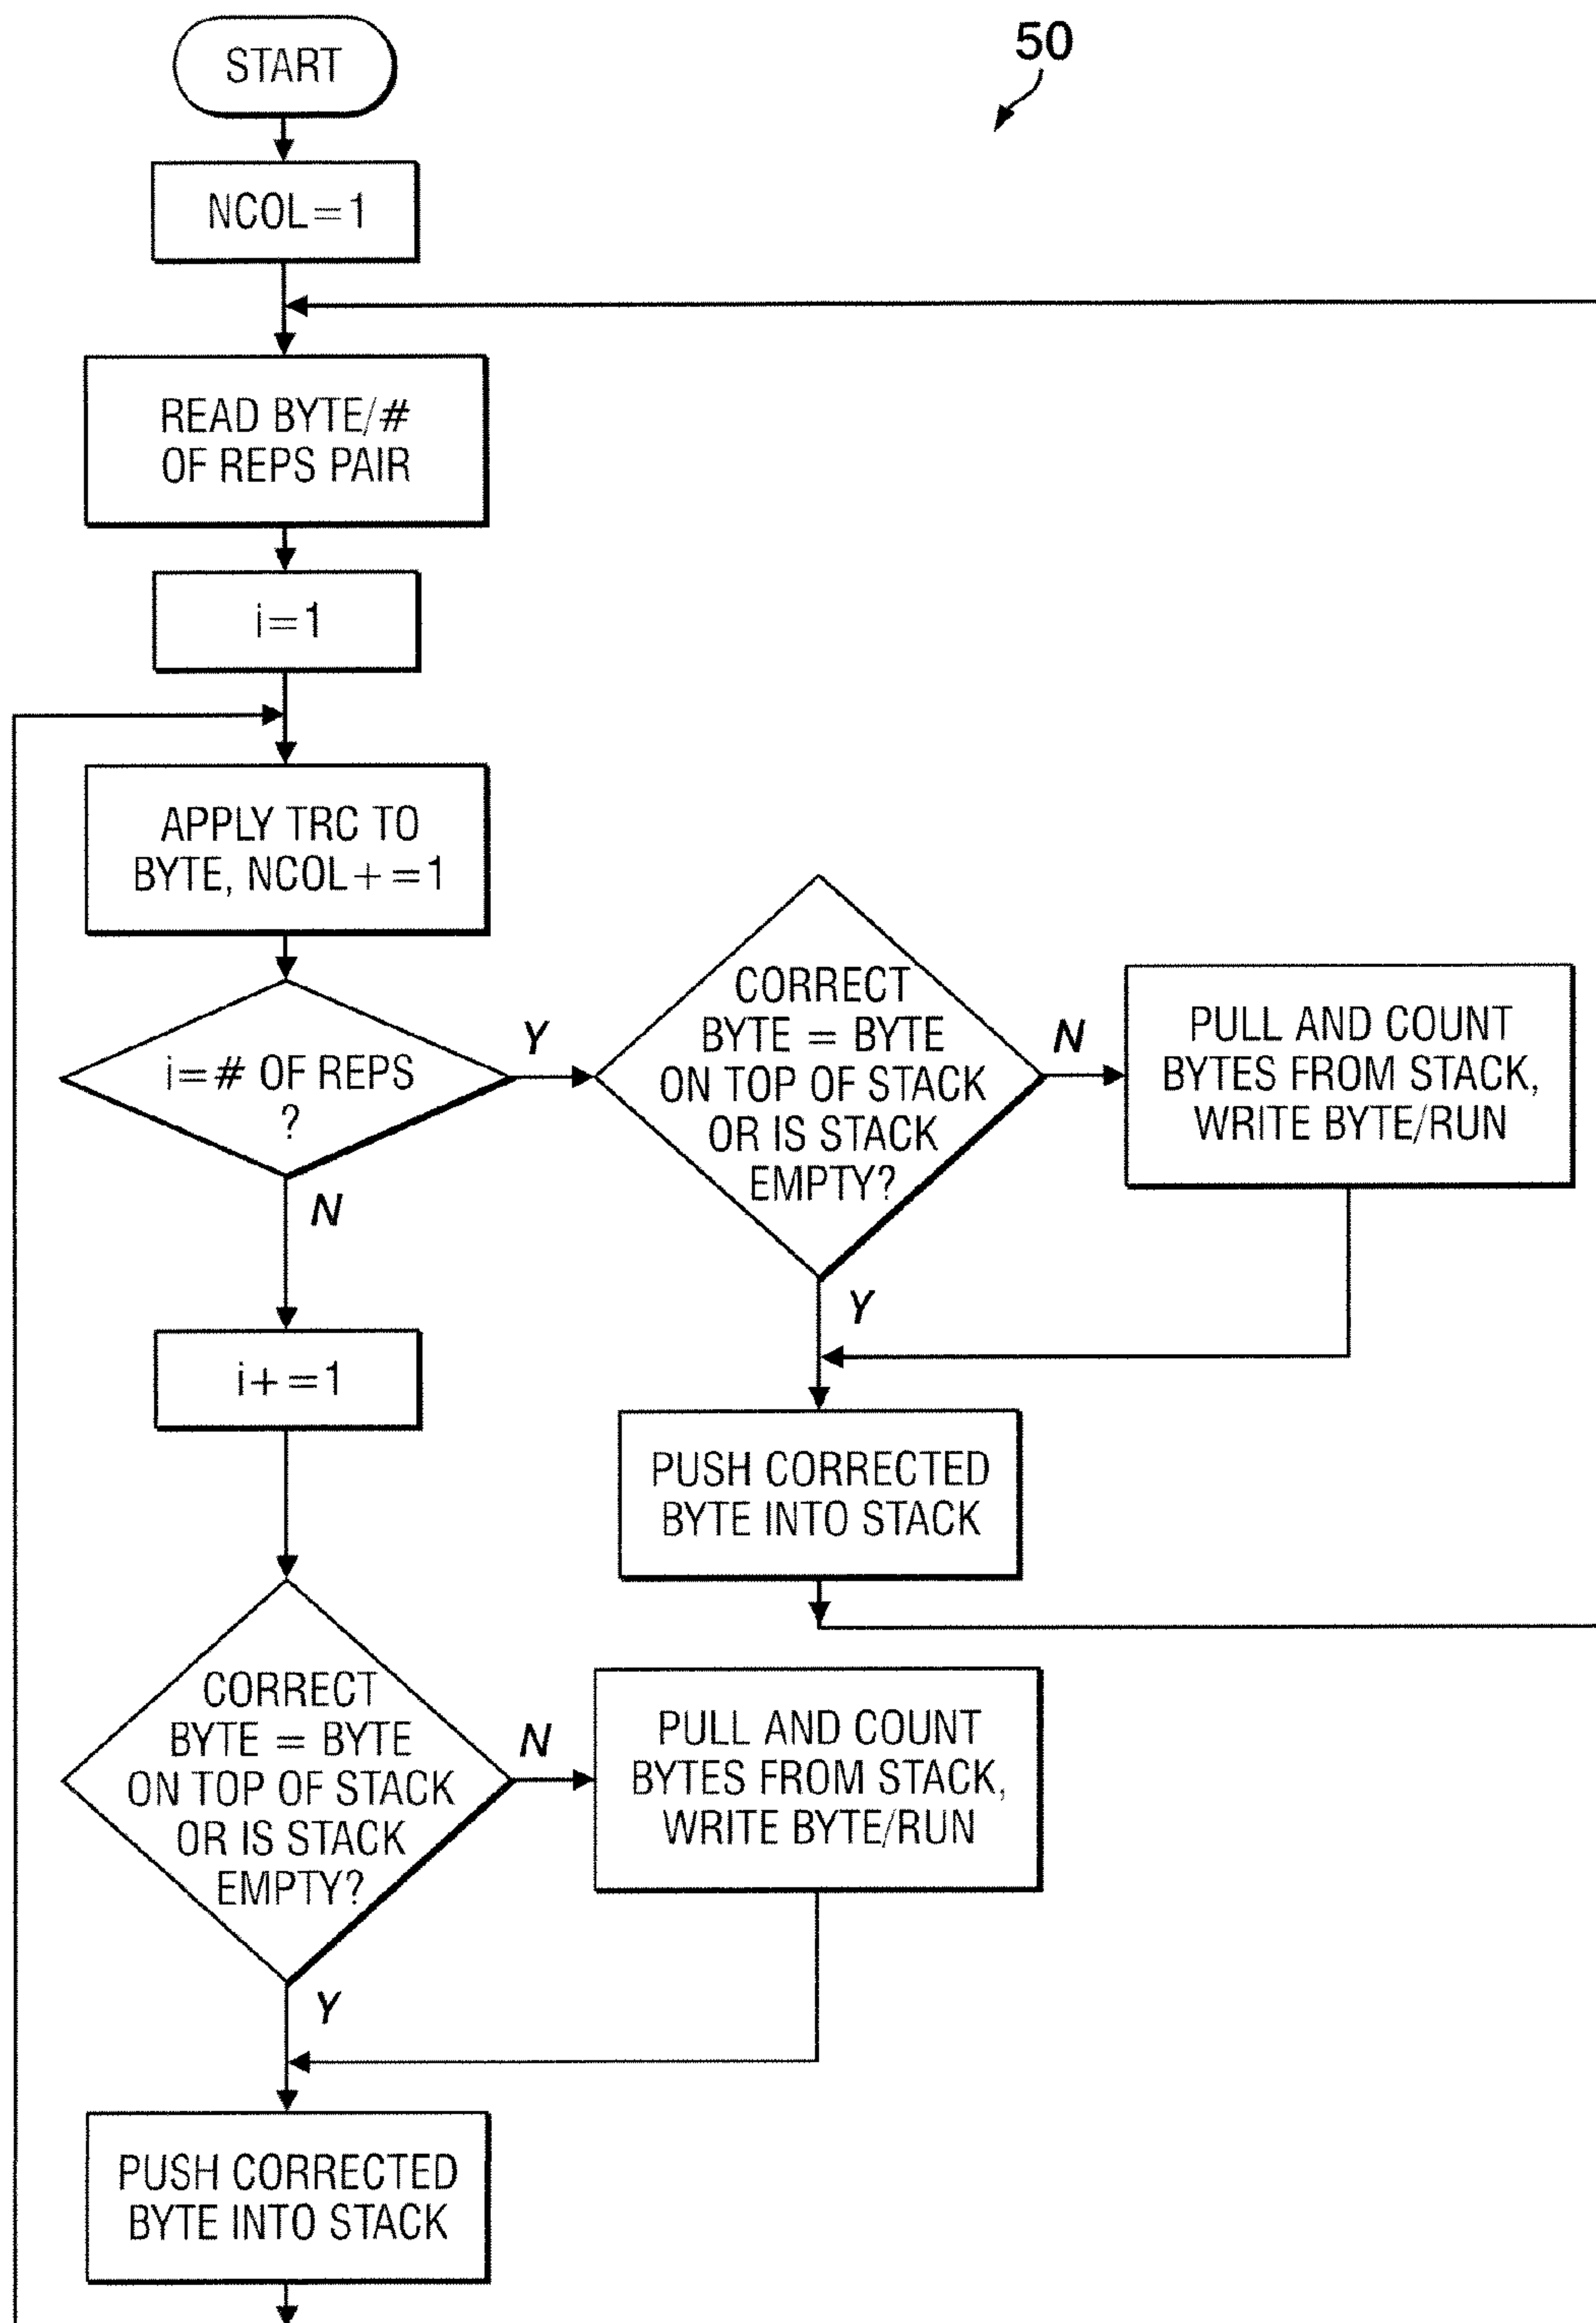 50
START
NCOL=1
READ BYTE/#
OF REPS PAIR
i=1
APPLY TRC TO
BYTE, NCOL+=1
i=# OF REPS
?
Y
N
CORRECT
BYTE = BYTE
ON TOP OF STACK
OR IS STACK
EMPTY?
N
Y
PULL AND COUNT
BYTES FROM STACK,
WRITE BYTE/RUN
PUSH CORRECTED
BYTE INTO STACK
i+=1
CORRECT
BYTE = BYTE
ON TOP OF STACK
OR IS STACK
EMPTY?
N
Y
PULL AND COUNT
BYTES FROM STACK,
WRITE BYTE/RUN
PUSH CORRECTED
BYTE INTO STACK